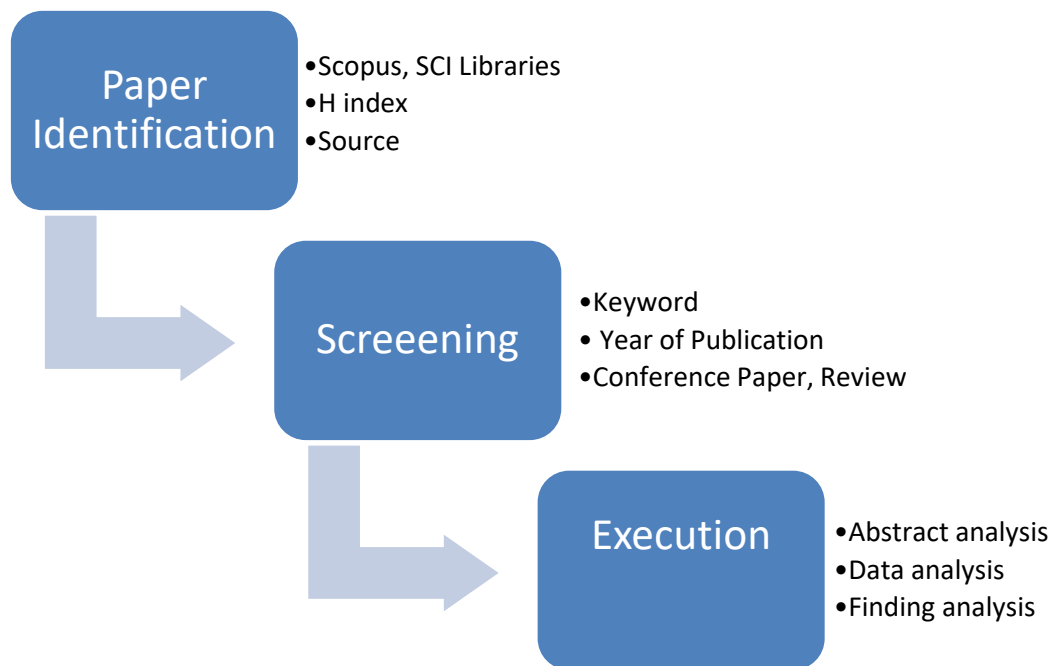 Paper
Identification
•Scopus, SCI Libraries
•H index
•Source
Screeening
•Keyword
• Year of Publication
•Conference Paper, Review
Execution
•Abstract analysis
•Data analysis
•Finding analysis